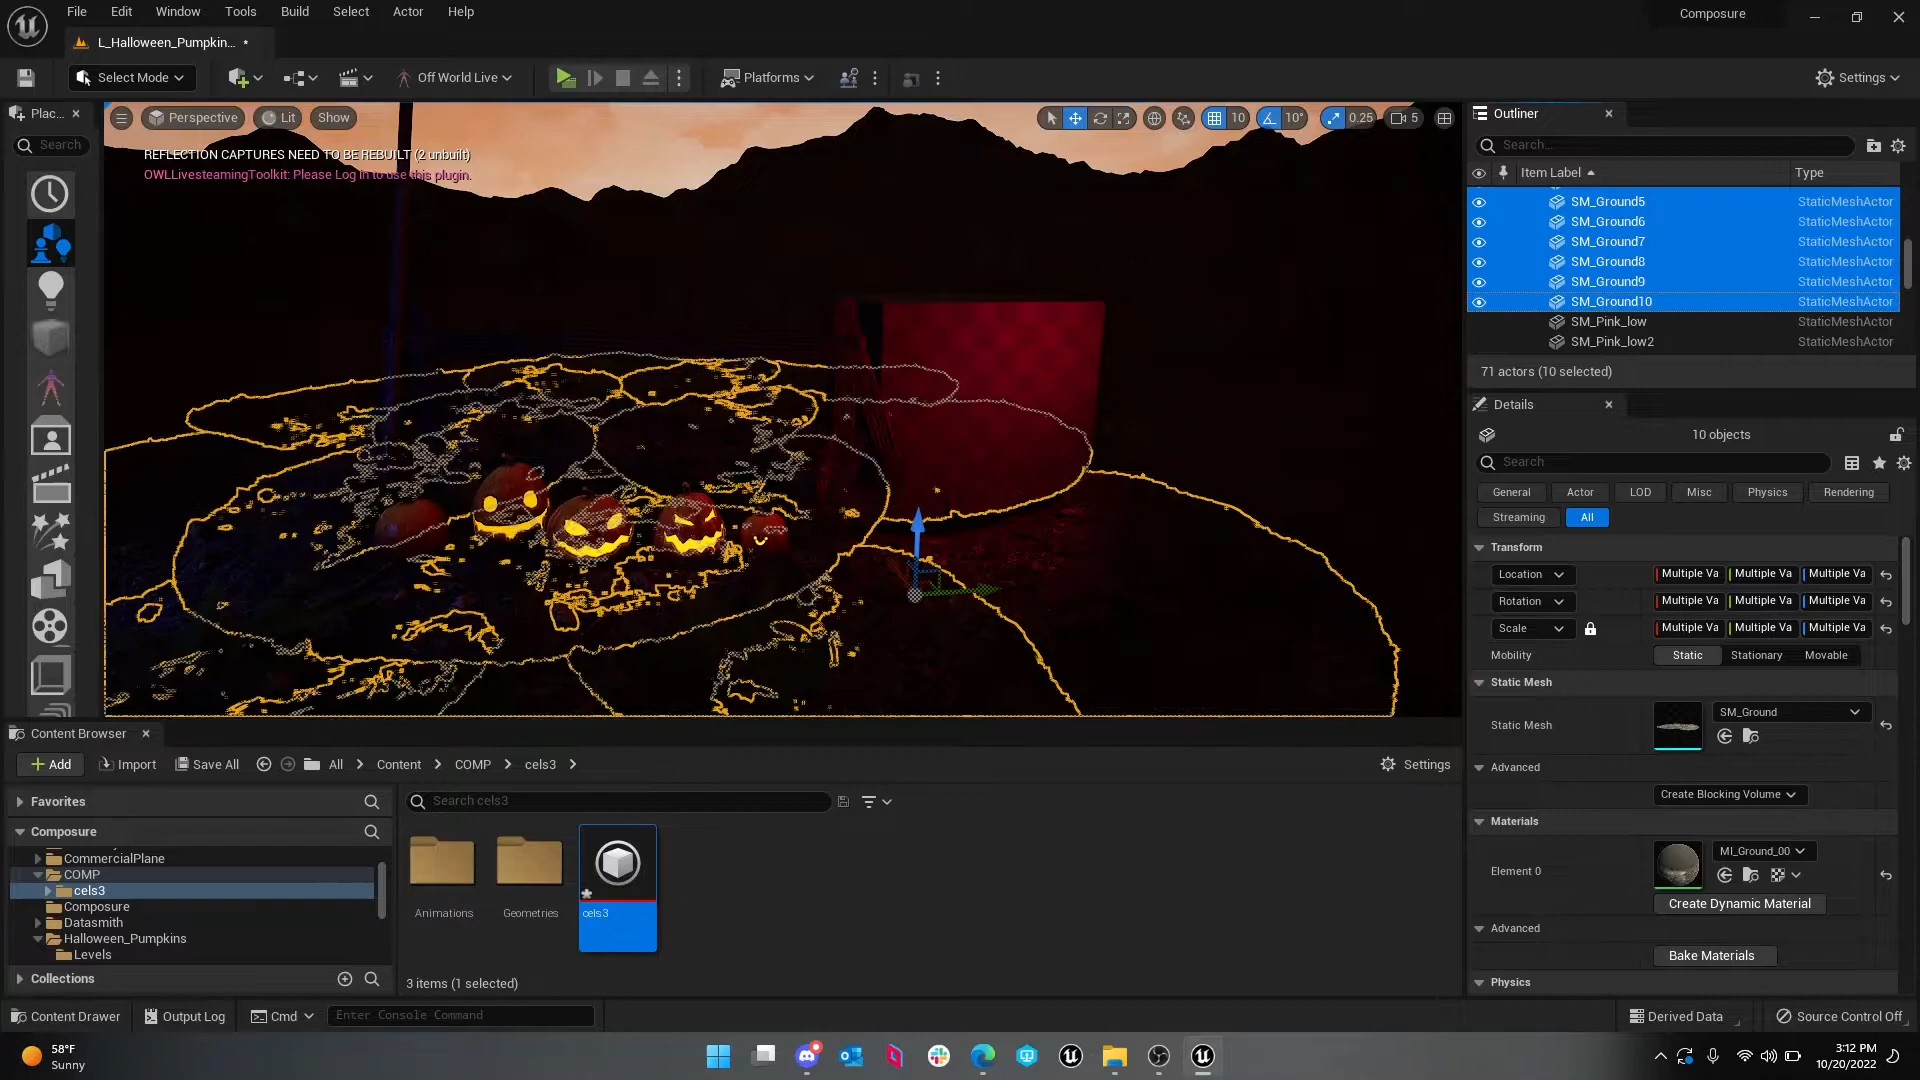 File Edit Window Tools Build Select Actor Help
Composure
L_Halloween_Pumpkin... •
Select Mode
Off World Live
Platforms
Settings
Plac...
Search
Perspective
Lit
Show
10
10°
0.25
5
REFLECTION CAPTURES NEED TO BE REBUILT (2 unbuilt)
OWLLivesteamingToolkit: Please Log in to use this plugin.
Outliner
Search...
Item Label Type
SM_Ground5 StaticMeshActor
SM_Ground6 StaticMeshActor
SM_Ground7 StaticMeshActor
SM_Ground8 StaticMeshActor
SM_Ground9 StaticMeshActor
SM_Ground10 StaticMeshActor
SM_Pink_low StaticMeshActor
SM_Pink_low2 StaticMeshActor
71 actors (10 selected)
Details
10 objects
Search
General Actor LOD Misc Physics Rendering
Streaming All
Transform
Location Multiple Va Multiple Va Multiple Va
Rotation Multiple Va Multiple Va Multiple Va
Scale Multiple Va Multiple Va Multiple Va
Mobility Static Stationary Movable
Static Mesh
Static Mesh SM_Ground
Advanced
Create Blocking Volume
Materials
Element 0 MI_Ground_00
Create Dynamic Material
Advanced
Bake Materials
Physics
Content Browser
Add Import Save All All Content COMP cels3 Settings
Favorites
Search cels3
Composure
CommercialPlane
COMP
cels3
Composure
Datasmith
Halloween_Pumpkins
Levels
Collections
Animations
Geometries
cels3
3 items (1 selected)
Content Drawer Output Log Cmd Enter Console Command
Derived Data Source Control Off
58°F
Sunny
3:12 PM
10/20/2022